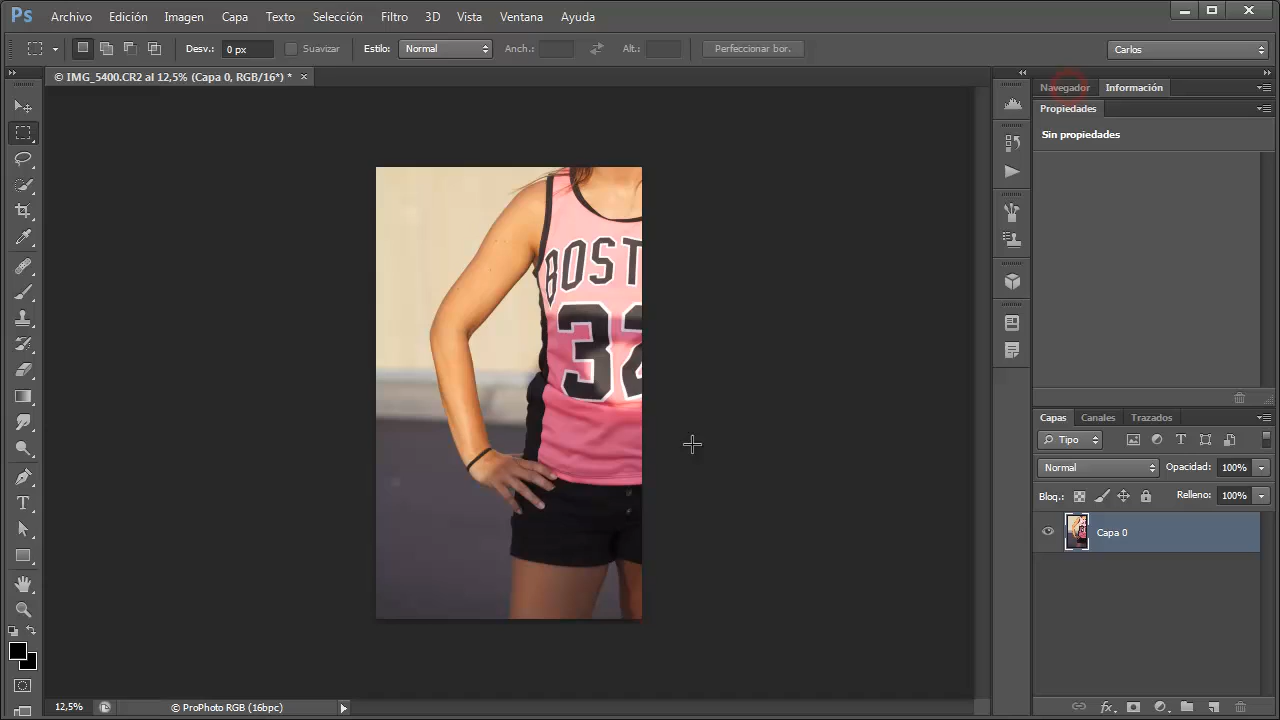 Ps Archivo Edición Imagen Capa Texto Selección Filtro 3D Vista Ventana Ayuda
Desv.: 0 px Suavizar Estilo: Normal Anch.: Alt.: Perfeccionar bor. Carlos
© IMG_5400.CR2 al 12,5% (Capa 0, RGB/16*) * ×
Navegador Información
Propiedades
Sin propiedades
BOST
32
Capas Canales Trazados
Tipo
Normal Opacidad: 100%
Bloq.: Relleno: 100%
Capa 0
12,5% © ProPhoto RGB (16bpc)